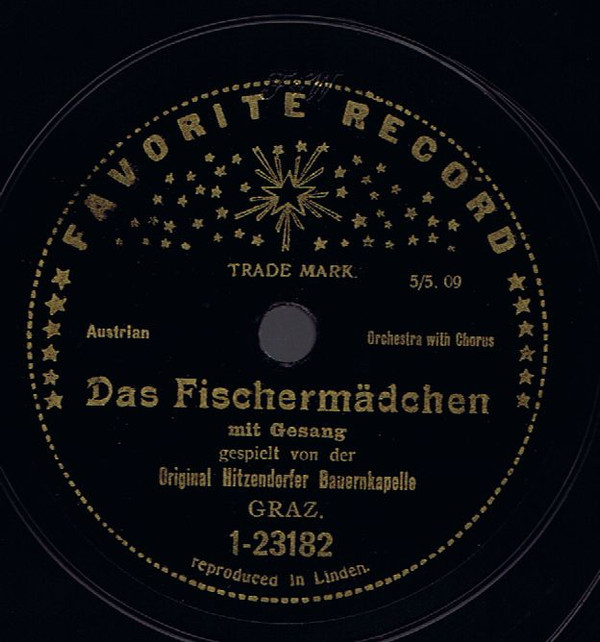 FAVORITE RECORD
TRADE MARK.
5/5. 09
Austrian
Orchestra with Chorus
Das Fischermädchen
mit Gesang
gespielt von der
Original Hitzendorfer Bauernkapelle
GRAZ.
1-23182
reproduced in Linden.